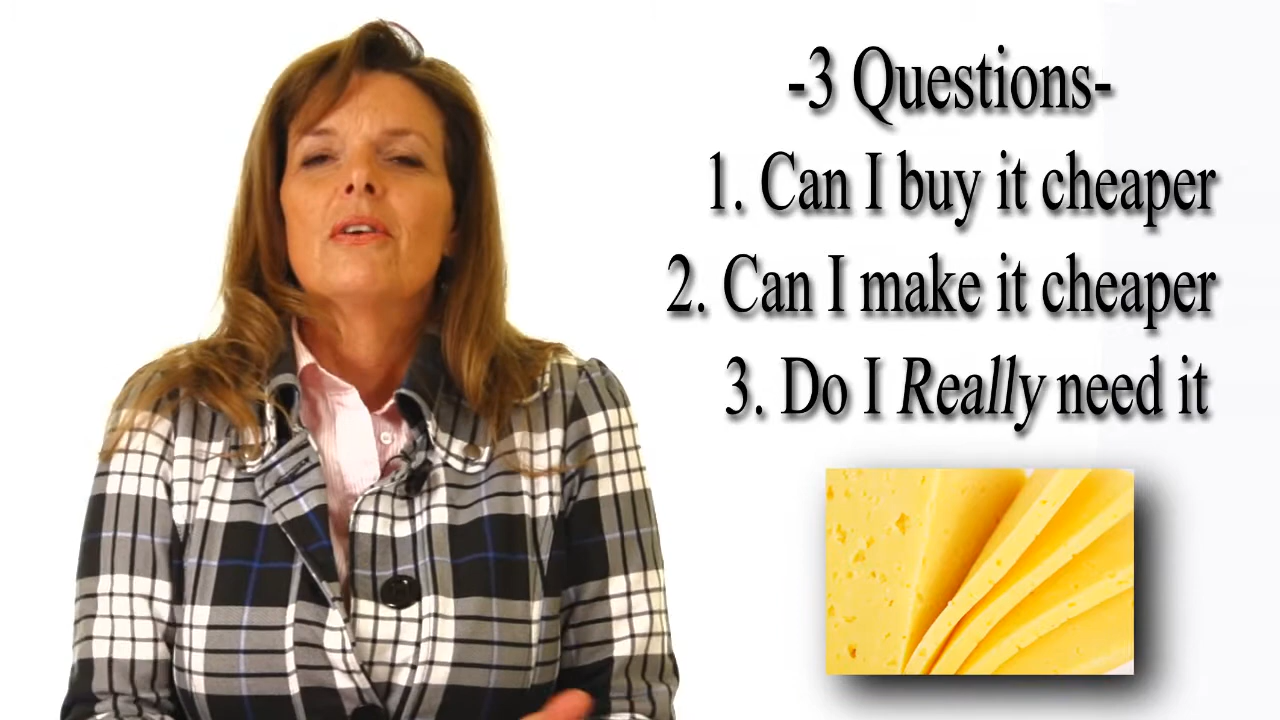 -3 Questions-
1. Can I buy it cheaper
2. Can I make it cheaper
3. Do I Really need it